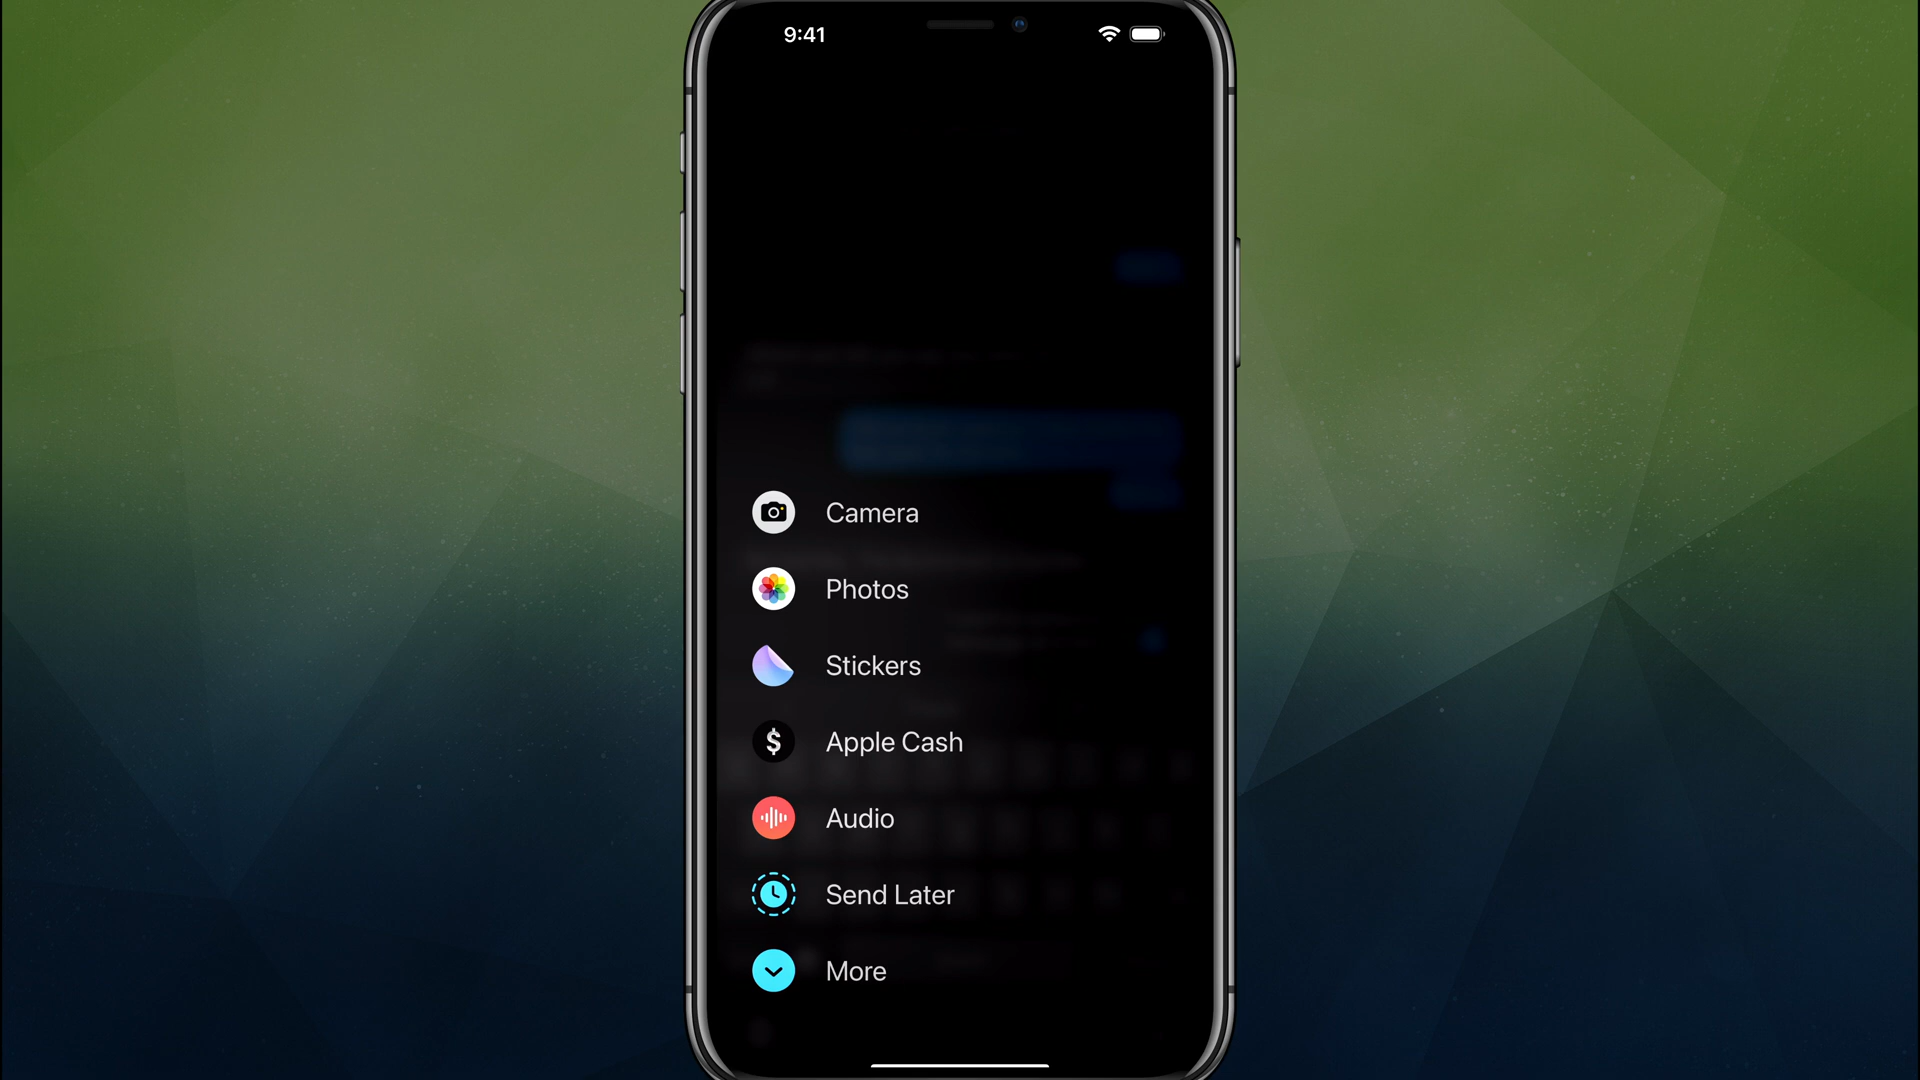 9:41
Camera
Photos
Stickers
$
Apple Cash
Audio
Send Later
More